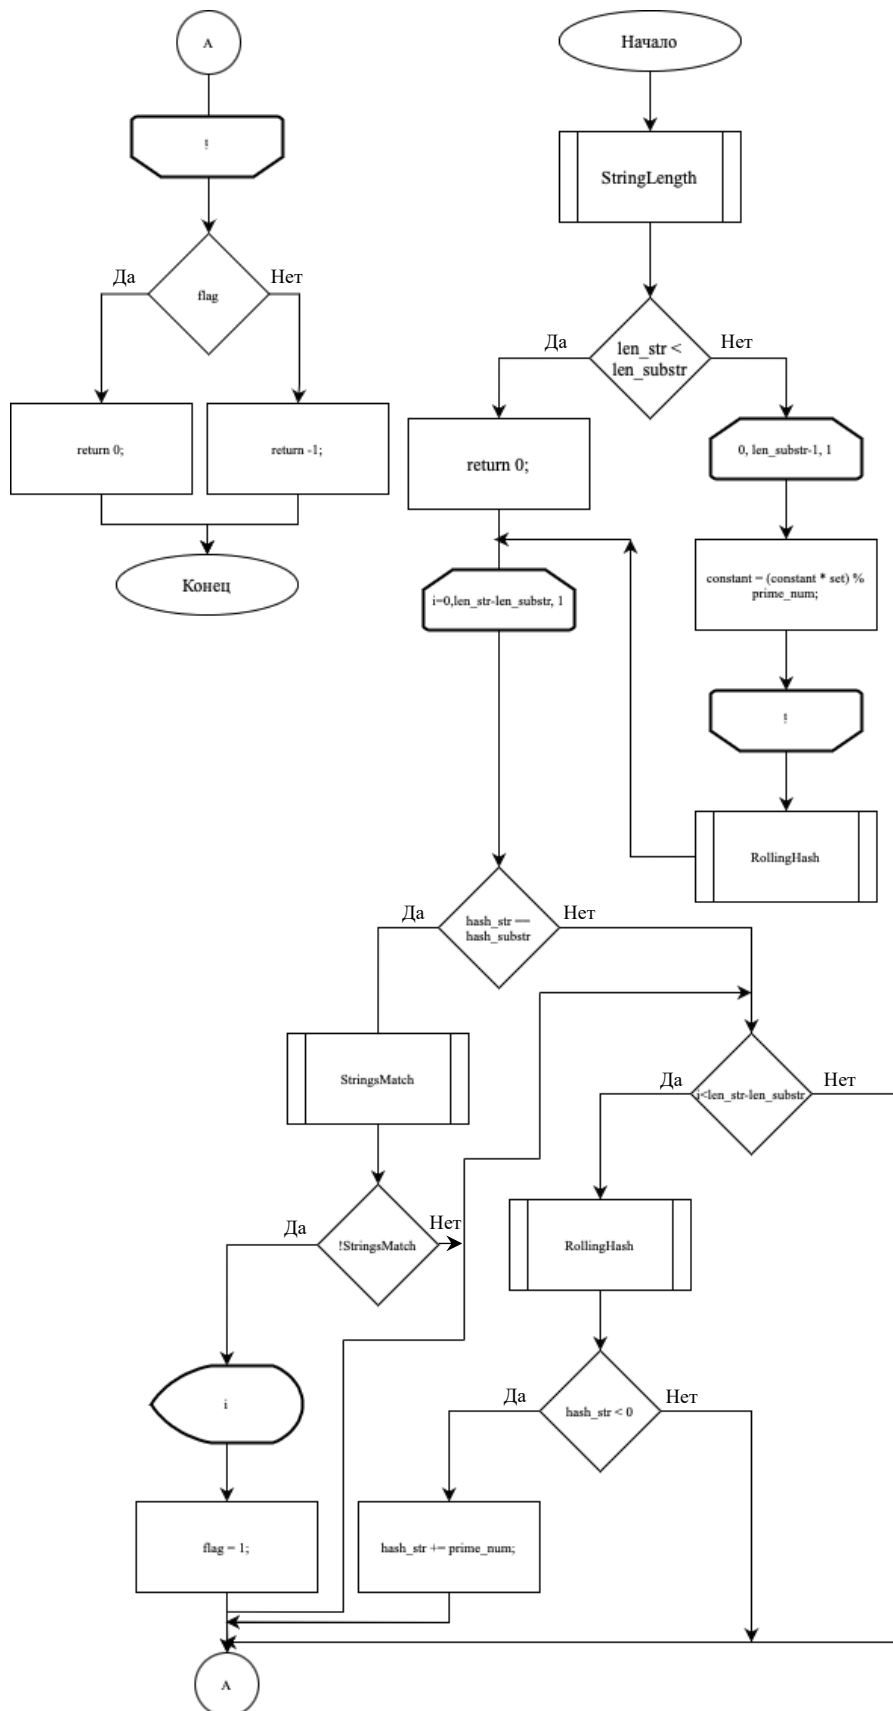 A
!
flag
Да
Нет
return 0;
return -1;
Конец
Начало
StringLength
len_str <
len_substr
Да
Нет
return 0;
0, len_substr-1, 1
constant = (constant * set) %
prime_num;
!
RollingHash
i=0,len_str-len_substr, 1
hash_str ==
hash_substr
Да
Нет
StringsMatch
!StringsMatch
Да
Нет
i
flag = 1;
i<len_str-len_substr
Да
Нет
RollingHash
hash_str < 0
Да
Нет
hash_str += prime_num;
A